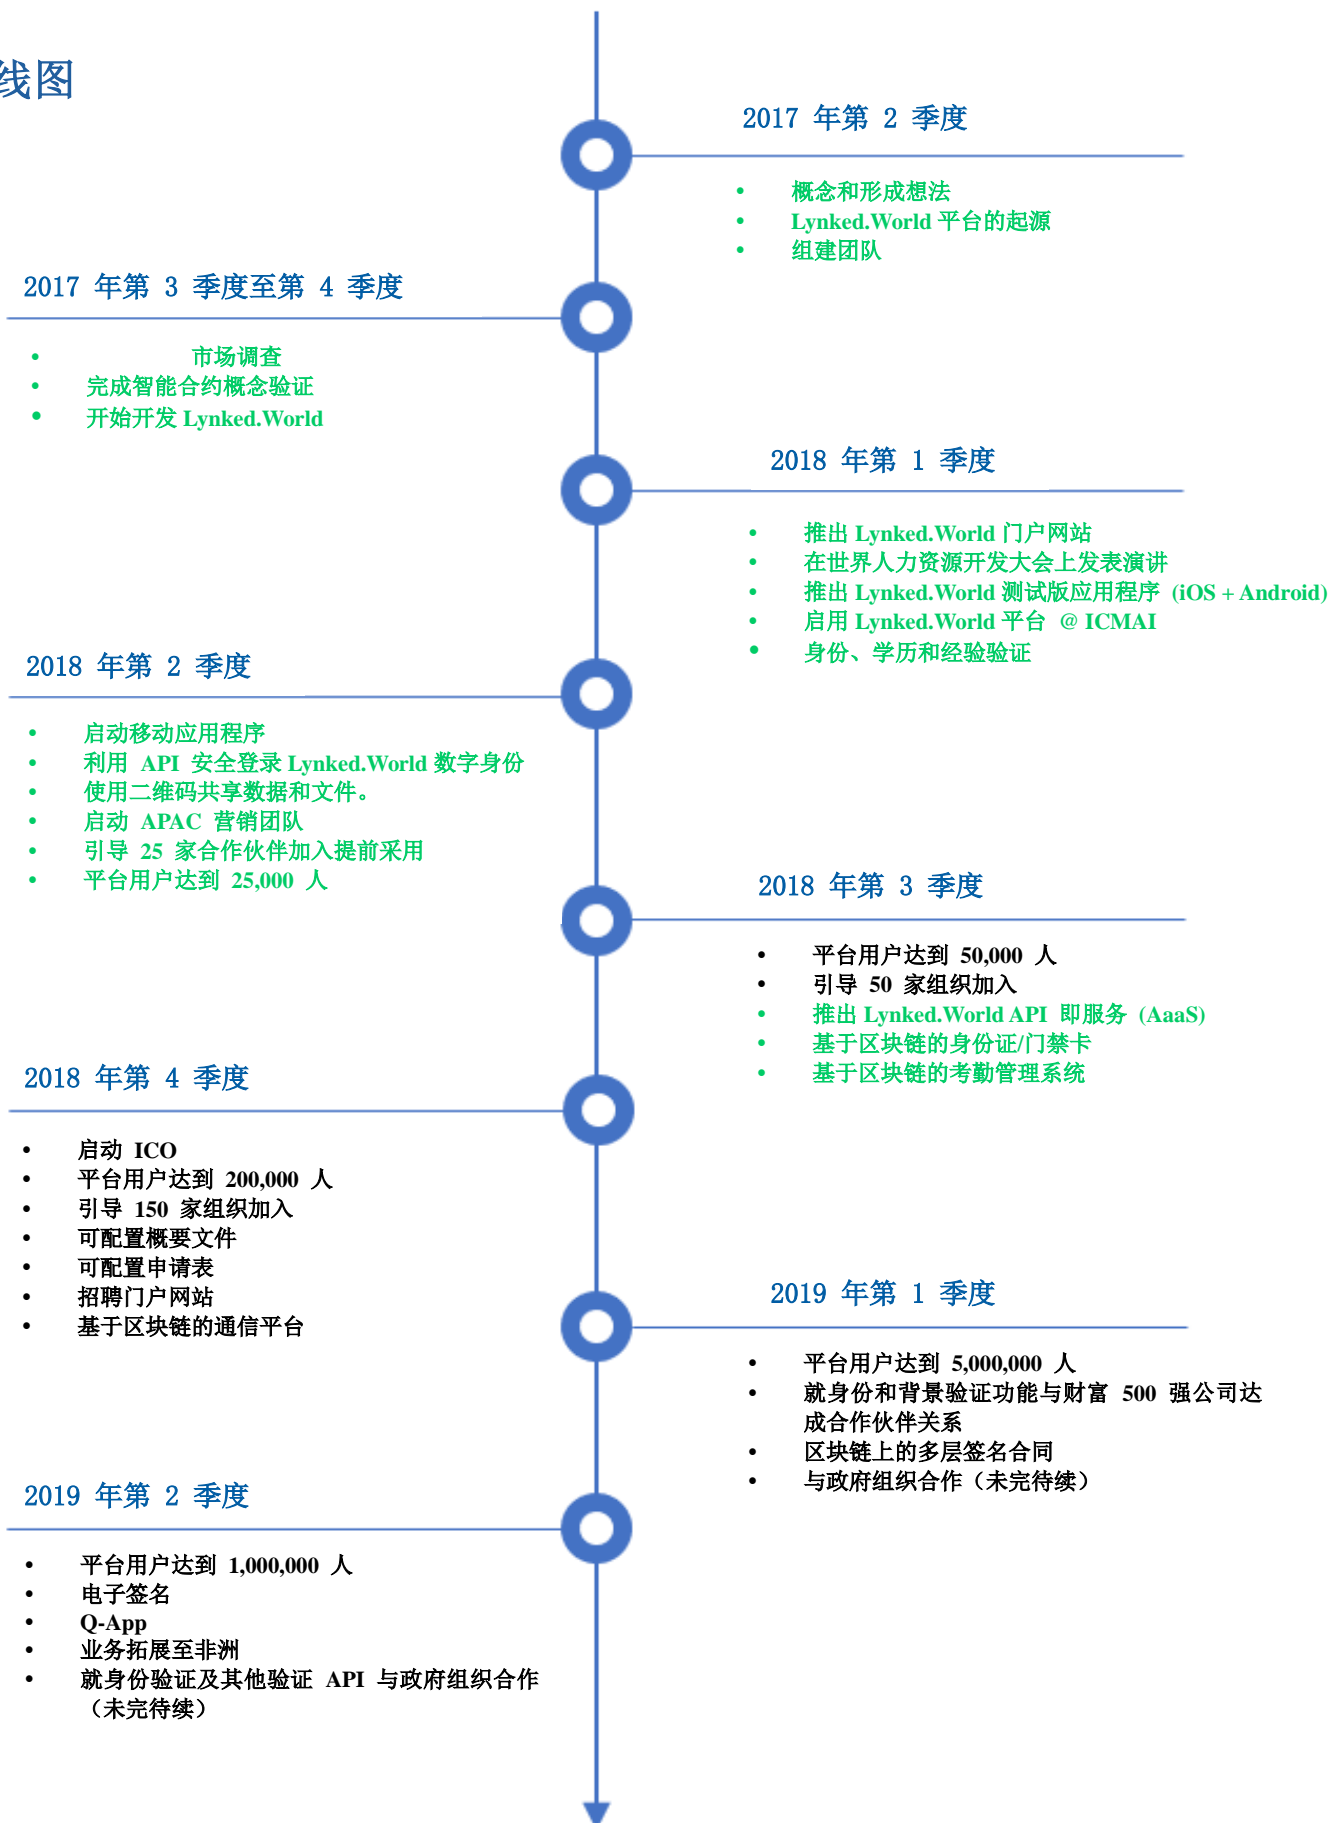 线图
2017 年第 2 季度
• 概念和形成想法
• Lynked.World 平台的起源
• 组建团队
2017 年第 3 季度至第 4 季度
• 市场调查
• 完成智能合约概念验证
• 开始开发 Lynked.World
2018 年第 1 季度
• 推出 Lynked.World 门户网站
• 在世界人力资源开发大会上发表演讲
• 推出 Lynked.World 测试版应用程序 (iOS + Android)
• 启用 Lynked.World 平台 @ ICMAI
• 身份、学历和经验验证
2018 年第 2 季度
• 启动移动应用程序
• 利用 API 安全登录 Lynked.World 数字身份
• 使用二维码共享数据和文件。
• 启动 APAC 营销团队
• 引导 25 家合作伙伴加入提前采用
• 平台用户达到 25,000 人
2018 年第 3 季度
• 平台用户达到 50,000 人
• 引导 50 家组织加入
• 推出 Lynked.World API 即服务 (AaaS)
• 基于区块链的身份证/门禁卡
• 基于区块链的考勤管理系统
2018 年第 4 季度
• 启动 ICO
• 平台用户达到 200,000 人
• 引导 150 家组织加入
• 可配置概要文件
• 可配置申请表
• 招聘门户网站
• 基于区块链的通信平台
2019 年第 1 季度
• 平台用户达到 5,000,000 人
• 就身份和背景验证功能与财富 500 强公司达
成合作伙伴关系
• 区块链上的多层签名合同
• 与政府组织合作（未完待续）
2019 年第 2 季度
• 平台用户达到 1,000,000 人
• 电子签名
• Q-App
• 业务拓展至非洲
• 就身份验证及其他验证 API 与政府组织合作
（未完待续）